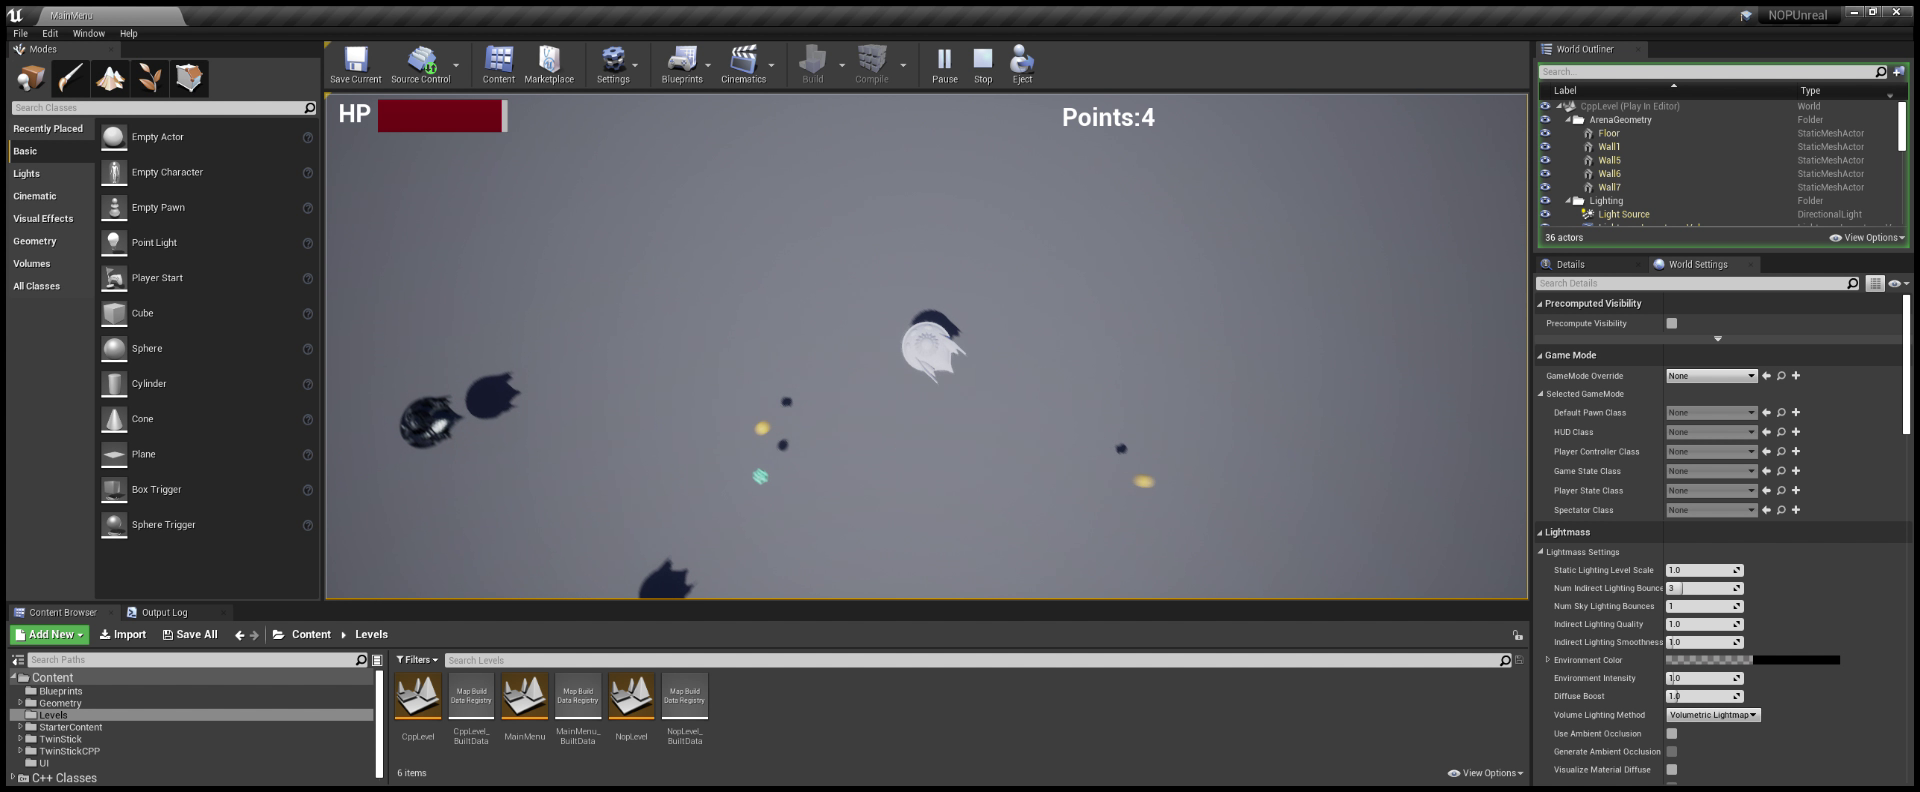 MainMenu
NOPUnreal
File Edit Window Help
Modes
Search Classes
Recently Placed
Basic
Lights
Cinematic
Visual Effects
Geometry
Volumes
All Classes
Empty Actor
Empty Character
Empty Pawn
Point Light
Player Start
Cube
Sphere
Cylinder
Cone
Plane
Box Trigger
Sphere Trigger
Save Current
Source Control
Content
Marketplace
Settings
Blueprints
Cinematics
Build
Compile
Pause
Stop
Eject
HP
Points:4
World Outliner
Search...
Label Type
CppLevel (Play In Editor) World
ArenaGeometry Folder
Floor StaticMeshActor
Wall1 StaticMeshActor
Wall5 StaticMeshActor
Wall6 StaticMeshActor
Wall7 StaticMeshActor
Lighting Folder
Light Source DirectionalLight
36 actors
View Options
Details
World Settings
Search Details
Precomputed Visibility
Precompute Visibility
Game Mode
GameMode Override None
Selected GameMode
Default Pawn Class None
HUD Class None
Player Controller Class None
Game State Class None
Player State Class None
Spectator Class None
Lightmass
Lightmass Settings
Static Lighting Level Scale 1.0
Num Indirect Lighting Bounce 3
Num Sky Lighting Bounces 1
Indirect Lighting Quality 1.0
Indirect Lighting Smoothness 1.0
Environment Color
Environment Intensity 1.0
Diffuse Boost 1.0
Volume Lighting Method Volumetric Lightmap
Use Ambient Occlusion
Generate Ambient Occlusion
Visualize Material Diffuse
Content Browser
Output Log
Add New Import Save All Content Levels
Search Paths
Content
Blueprints
Geometry
Levels
StarterContent
TwinStick
TwinStickCPP
UI
C++ Classes
Filters
Search Levels
CppLevel
Map Build
Data Registry
CppLevel_
BuiltData
MainMenu
Map Build
Data Registry
MainMenu_
BuiltData
NopLevel
Map Build
Data Registry
NopLevel_
BuiltData
6 items
View Options